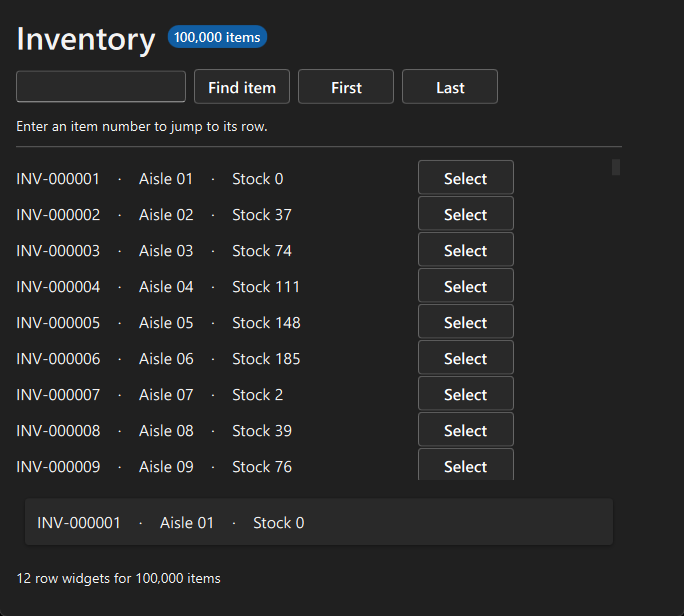 Inventory 100,000 items
Find item First Last
Enter an item number to jump to its row.
INV-000001 · Aisle 01 · Stock 0 Select
INV-000002 · Aisle 02 · Stock 37 Select
INV-000003 · Aisle 03 · Stock 74 Select
INV-000004 · Aisle 04 · Stock 111 Select
INV-000005 · Aisle 05 · Stock 148 Select
INV-000006 · Aisle 06 · Stock 185 Select
INV-000007 · Aisle 07 · Stock 2 Select
INV-000008 · Aisle 08 · Stock 39 Select
INV-000009 · Aisle 09 · Stock 76 Select
INV-000001 · Aisle 01 · Stock 0
12 row widgets for 100,000 items